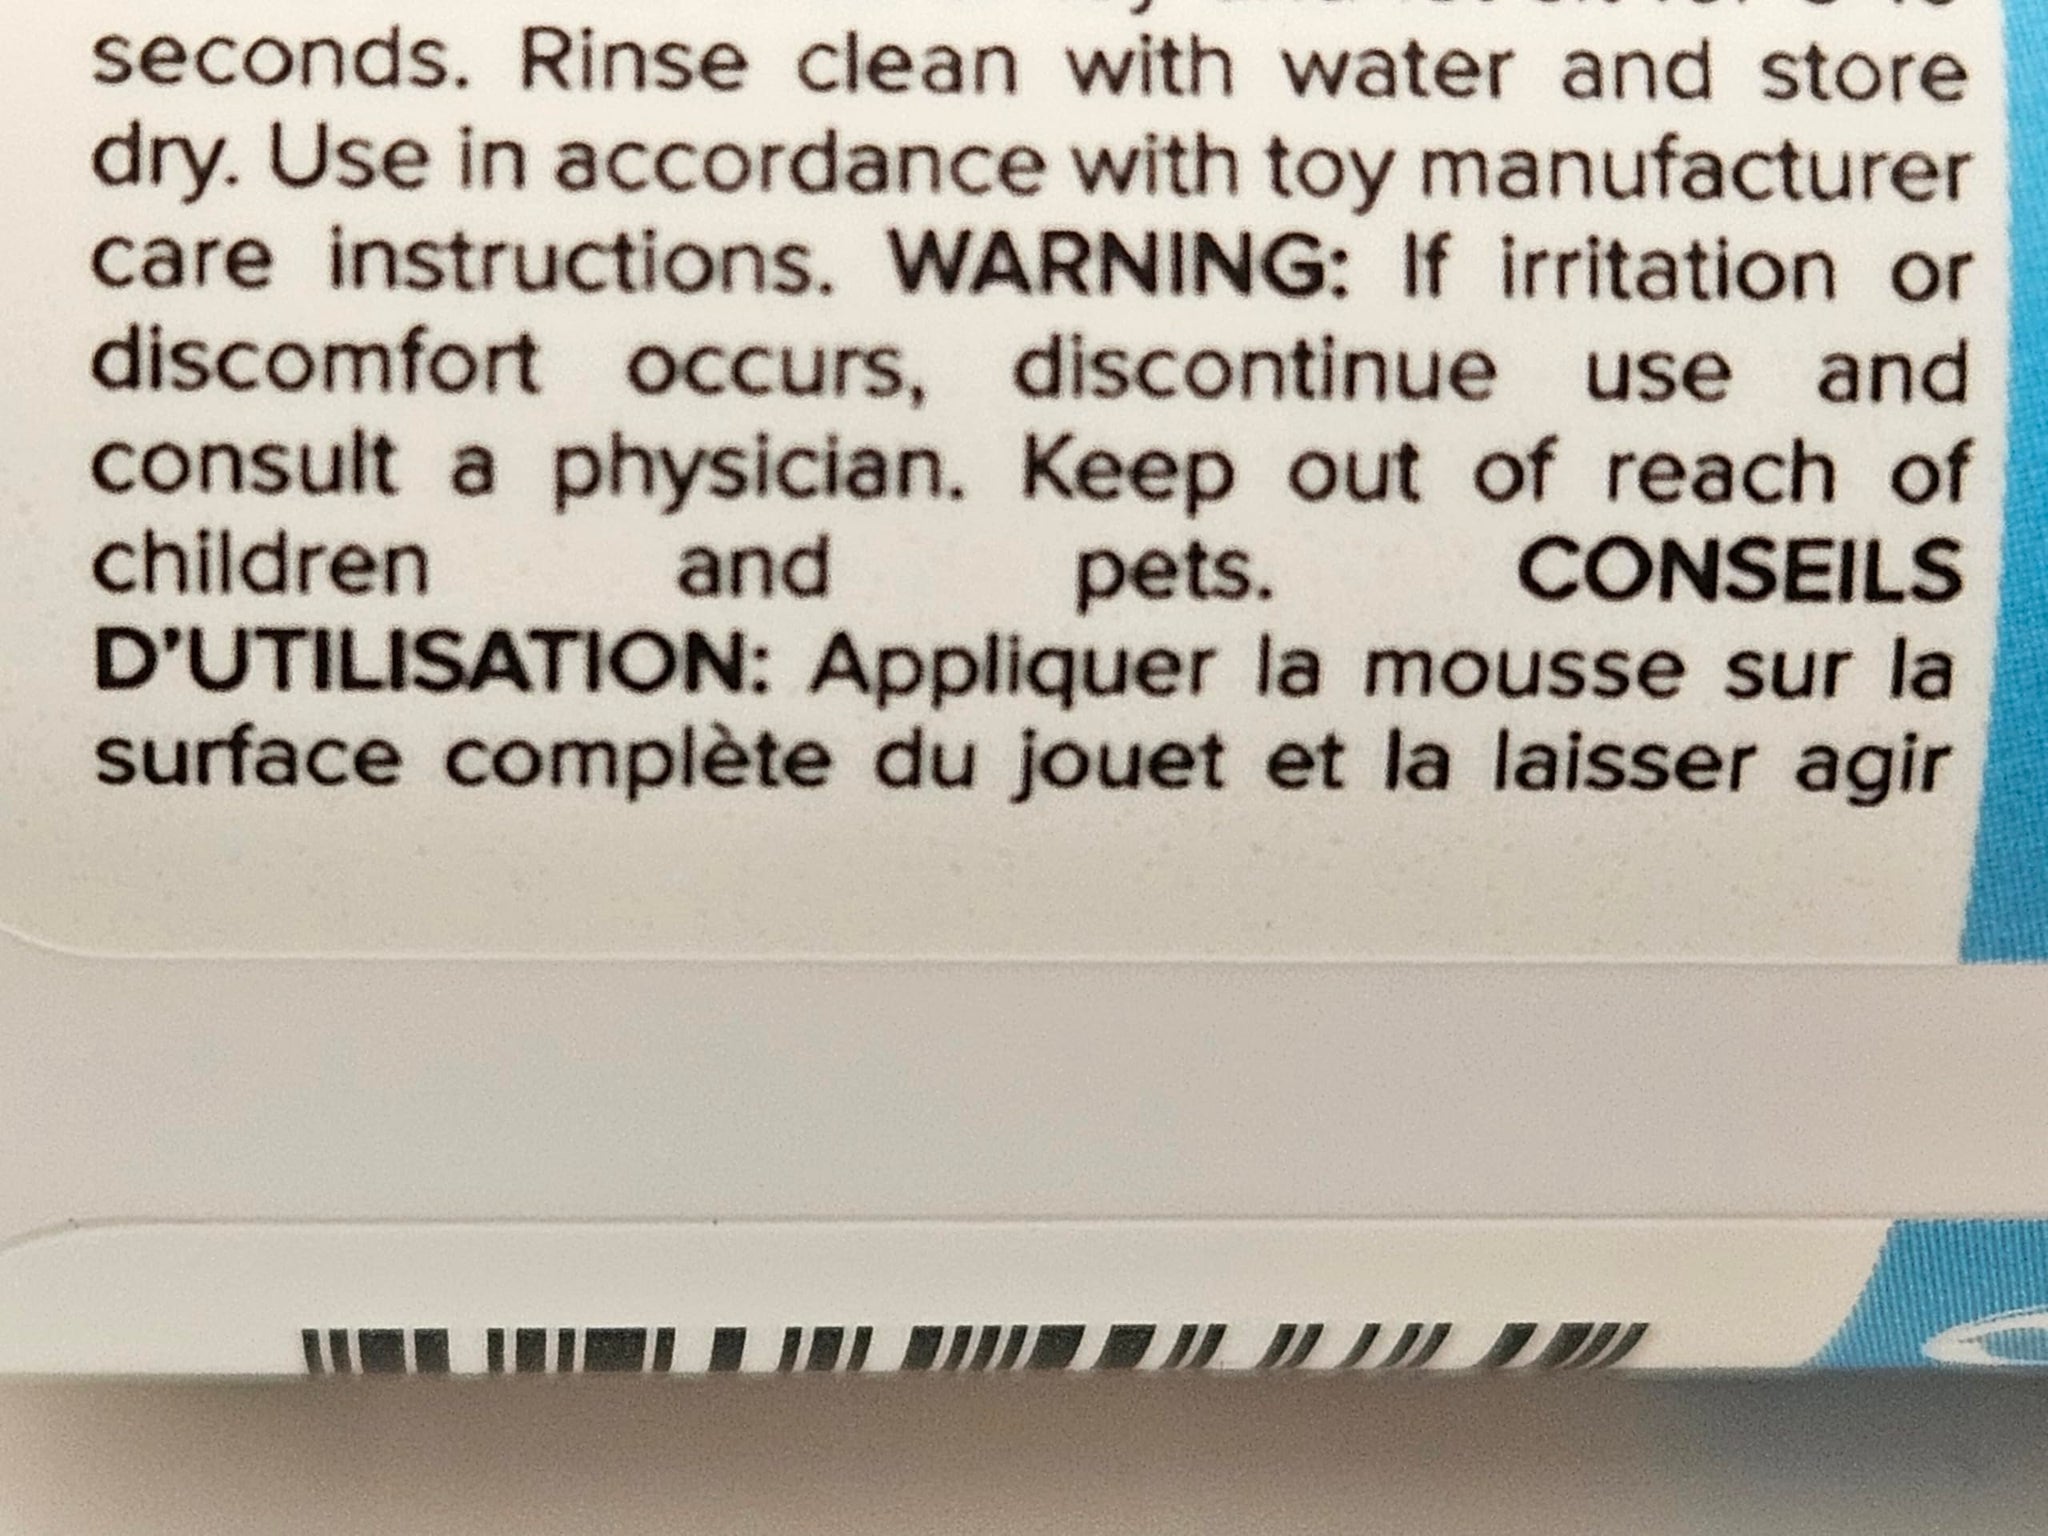 seconds. Rinse clean with water and store
dry. Use in accordance with toy manufacturer
care instructions. WARNING: If irritation or
discomfort occurs, discontinue use and
consult a physician. Keep out of reach of
children and pets. CONSEILS
D'UTILISATION: Appliquer la mousse sur la
surface complète du jouet et la laisser agir